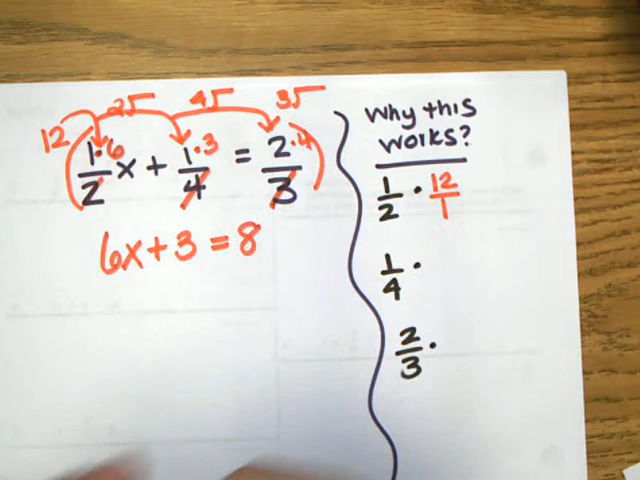 2√ 4√ 3√
12 (1·6/2 x + 1·3/4 = 2·4/3)
6x + 3 = 8
Why this
works?
1/2 · 12/1
1/4 ·
2/3 ·